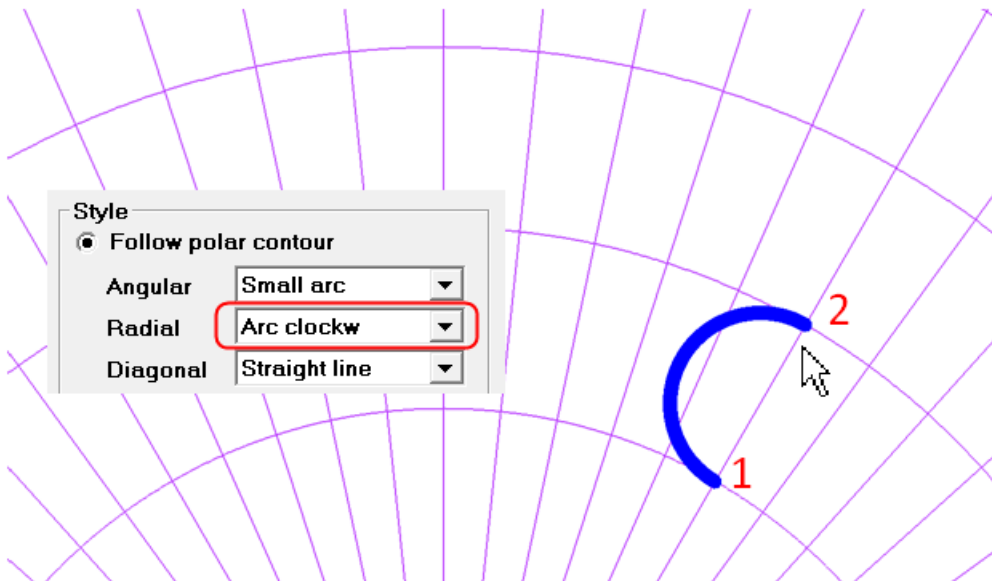 Style
Follow polar contour
Angular Small arc
Radial Arc clockw
Diagonal Straight line
2
1